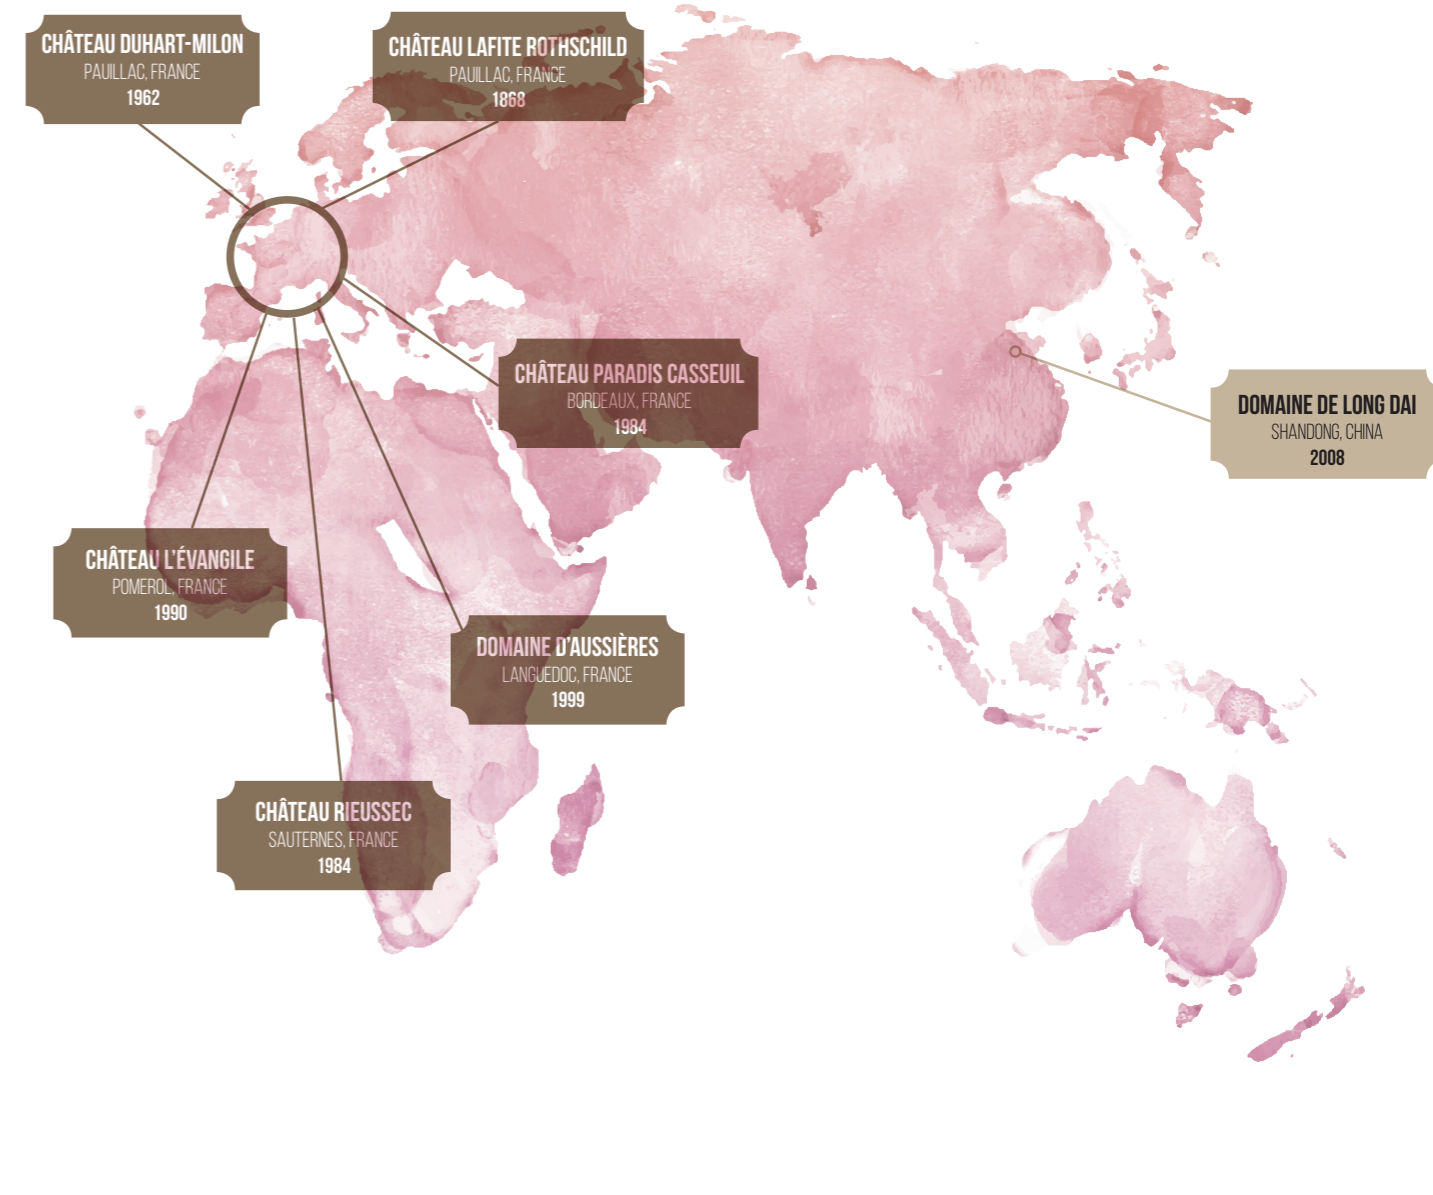 CHÂTEAU DUHART-MILON
PAUILLAC, FRANCE
1962
CHÂTEAU LAFITE ROTHSCHILD
PAUILLAC, FRANCE
1868
CHÂTEAU PARADIS CASSEUIL
BORDEAUX, FRANCE
1984
DOMAINE DE LONG DAI
SHANDONG, CHINA
2008
CHÂTEAU L'ÉVANGILE
POMEROL, FRANCE
1990
DOMAINE D'AUSSIÈRES
LANGUEDOC, FRANCE
1999
CHÂTEAU RIEUSSEC
SAUTERNES, FRANCE
1984